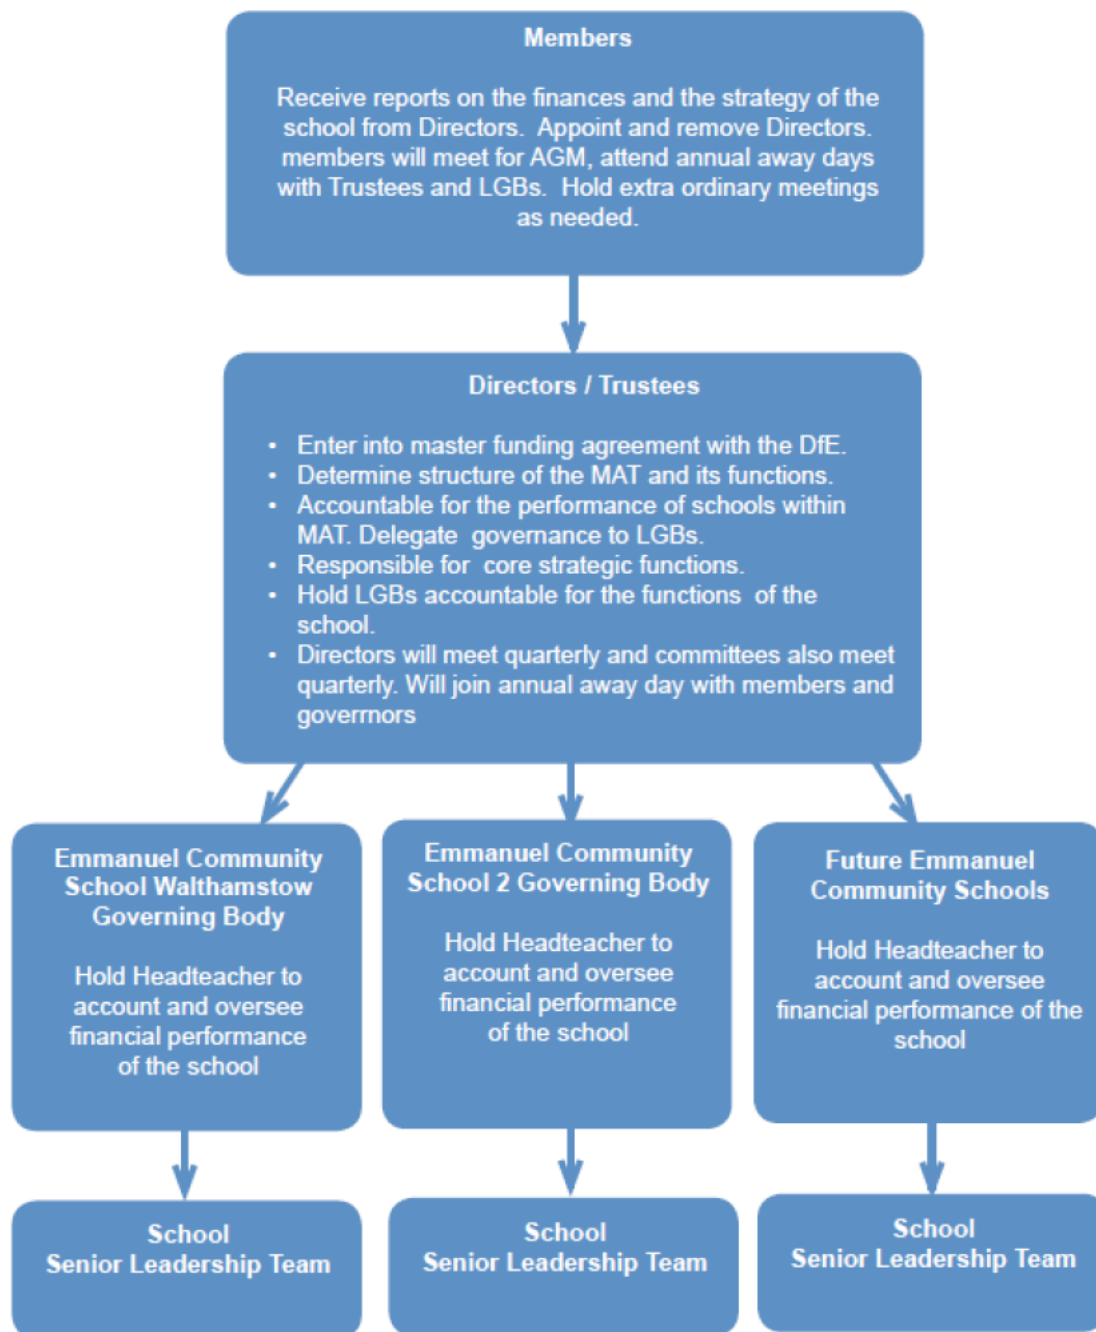 Members
Receive reports on the finances and the strategy of the
school from Directors.  Appoint and remove Directors.
members will meet for AGM, attend annual away days
with Trustees and LGBs.  Hold extra ordinary meetings
as needed.
Directors / Trustees
• Enter into master funding agreement with the DfE.
• Determine structure of the MAT and its functions.
• Accountable for the performance of schools within
MAT. Delegate  governance to LGBs.
• Responsible for  core strategic functions.
• Hold LGBs accountable for the functions  of the
school.
• Directors will meet quarterly and committees also meet
quarterly. Will join annual away day with members and
goverrnors
Emmanuel Community
School Walthamstow
Governing Body
Hold Headteacher to
account and oversee
financial performance
of the school
Emmanuel Community
School 2 Governing Body
Hold Headteacher to
account and oversee
financial performance
of the school
Future Emmanuel
Community Schools
Hold Headteacher to
account and oversee
financial performance of the
school
School
Senior Leadership Team
School
Senior Leadership Team
School
Senior Leadership Team